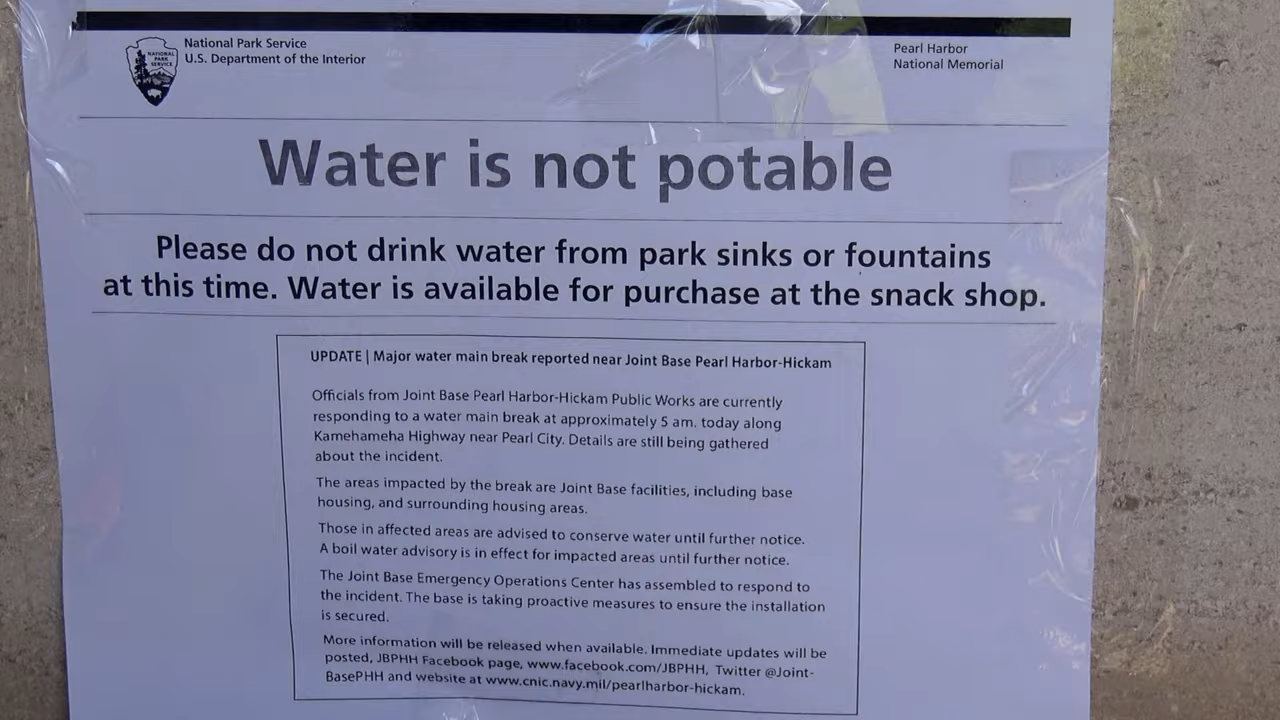 National Park Service
U.S. Department of the Interior
NATIONAL
PARK
SERVICE
Pearl Harbor
National Memorial
Water is not potable
Please do not drink water from park sinks or fountains
at this time. Water is available for purchase at the snack shop.
UPDATE | Major water main break reported near Joint Base Pearl Harbor-Hickam
Officials from Joint Base Pearl Harbor-Hickam Public Works are currently
responding to a water main break at approximately 5 am. today along
Kamehameha Highway near Pearl City. Details are still being gathered
about the incident.
The areas impacted by the break are Joint Base facilities, including base
housing, and surrounding housing areas.
Those in affected areas are advised to conserve water until further notice.
A boil water advisory is in effect for impacted areas until further notice.
The Joint Base Emergency Operations Center has assembled to respond to
the incident. The base is taking proactive measures to ensure the installation
is secured.
More information will be released when available. Immediate updates will be
posted, JBPHH Facebook page, www.facebook.com/JBPHH, Twitter @Joint-
BasePHH and website at www.cnic.navy.mil/pearlharbor-hickam.